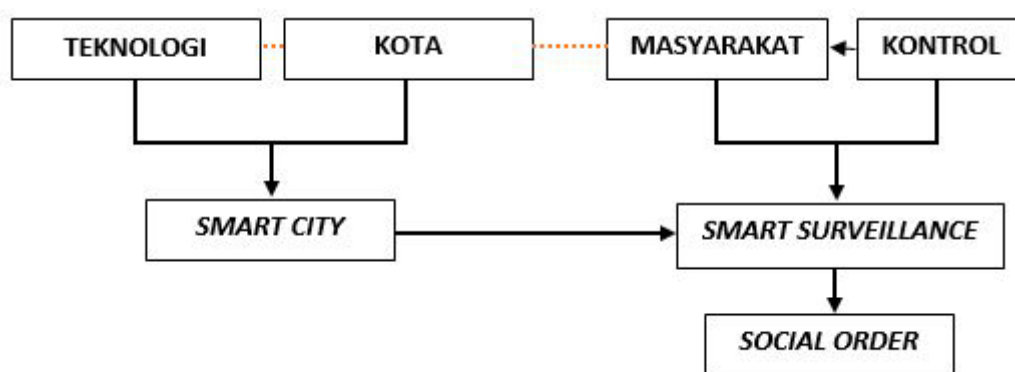 TEKNOLOGI
KOTA
MASYARAKAT
KONTROL
SMART CITY
SMART SURVEILLANCE
SOCIAL ORDER